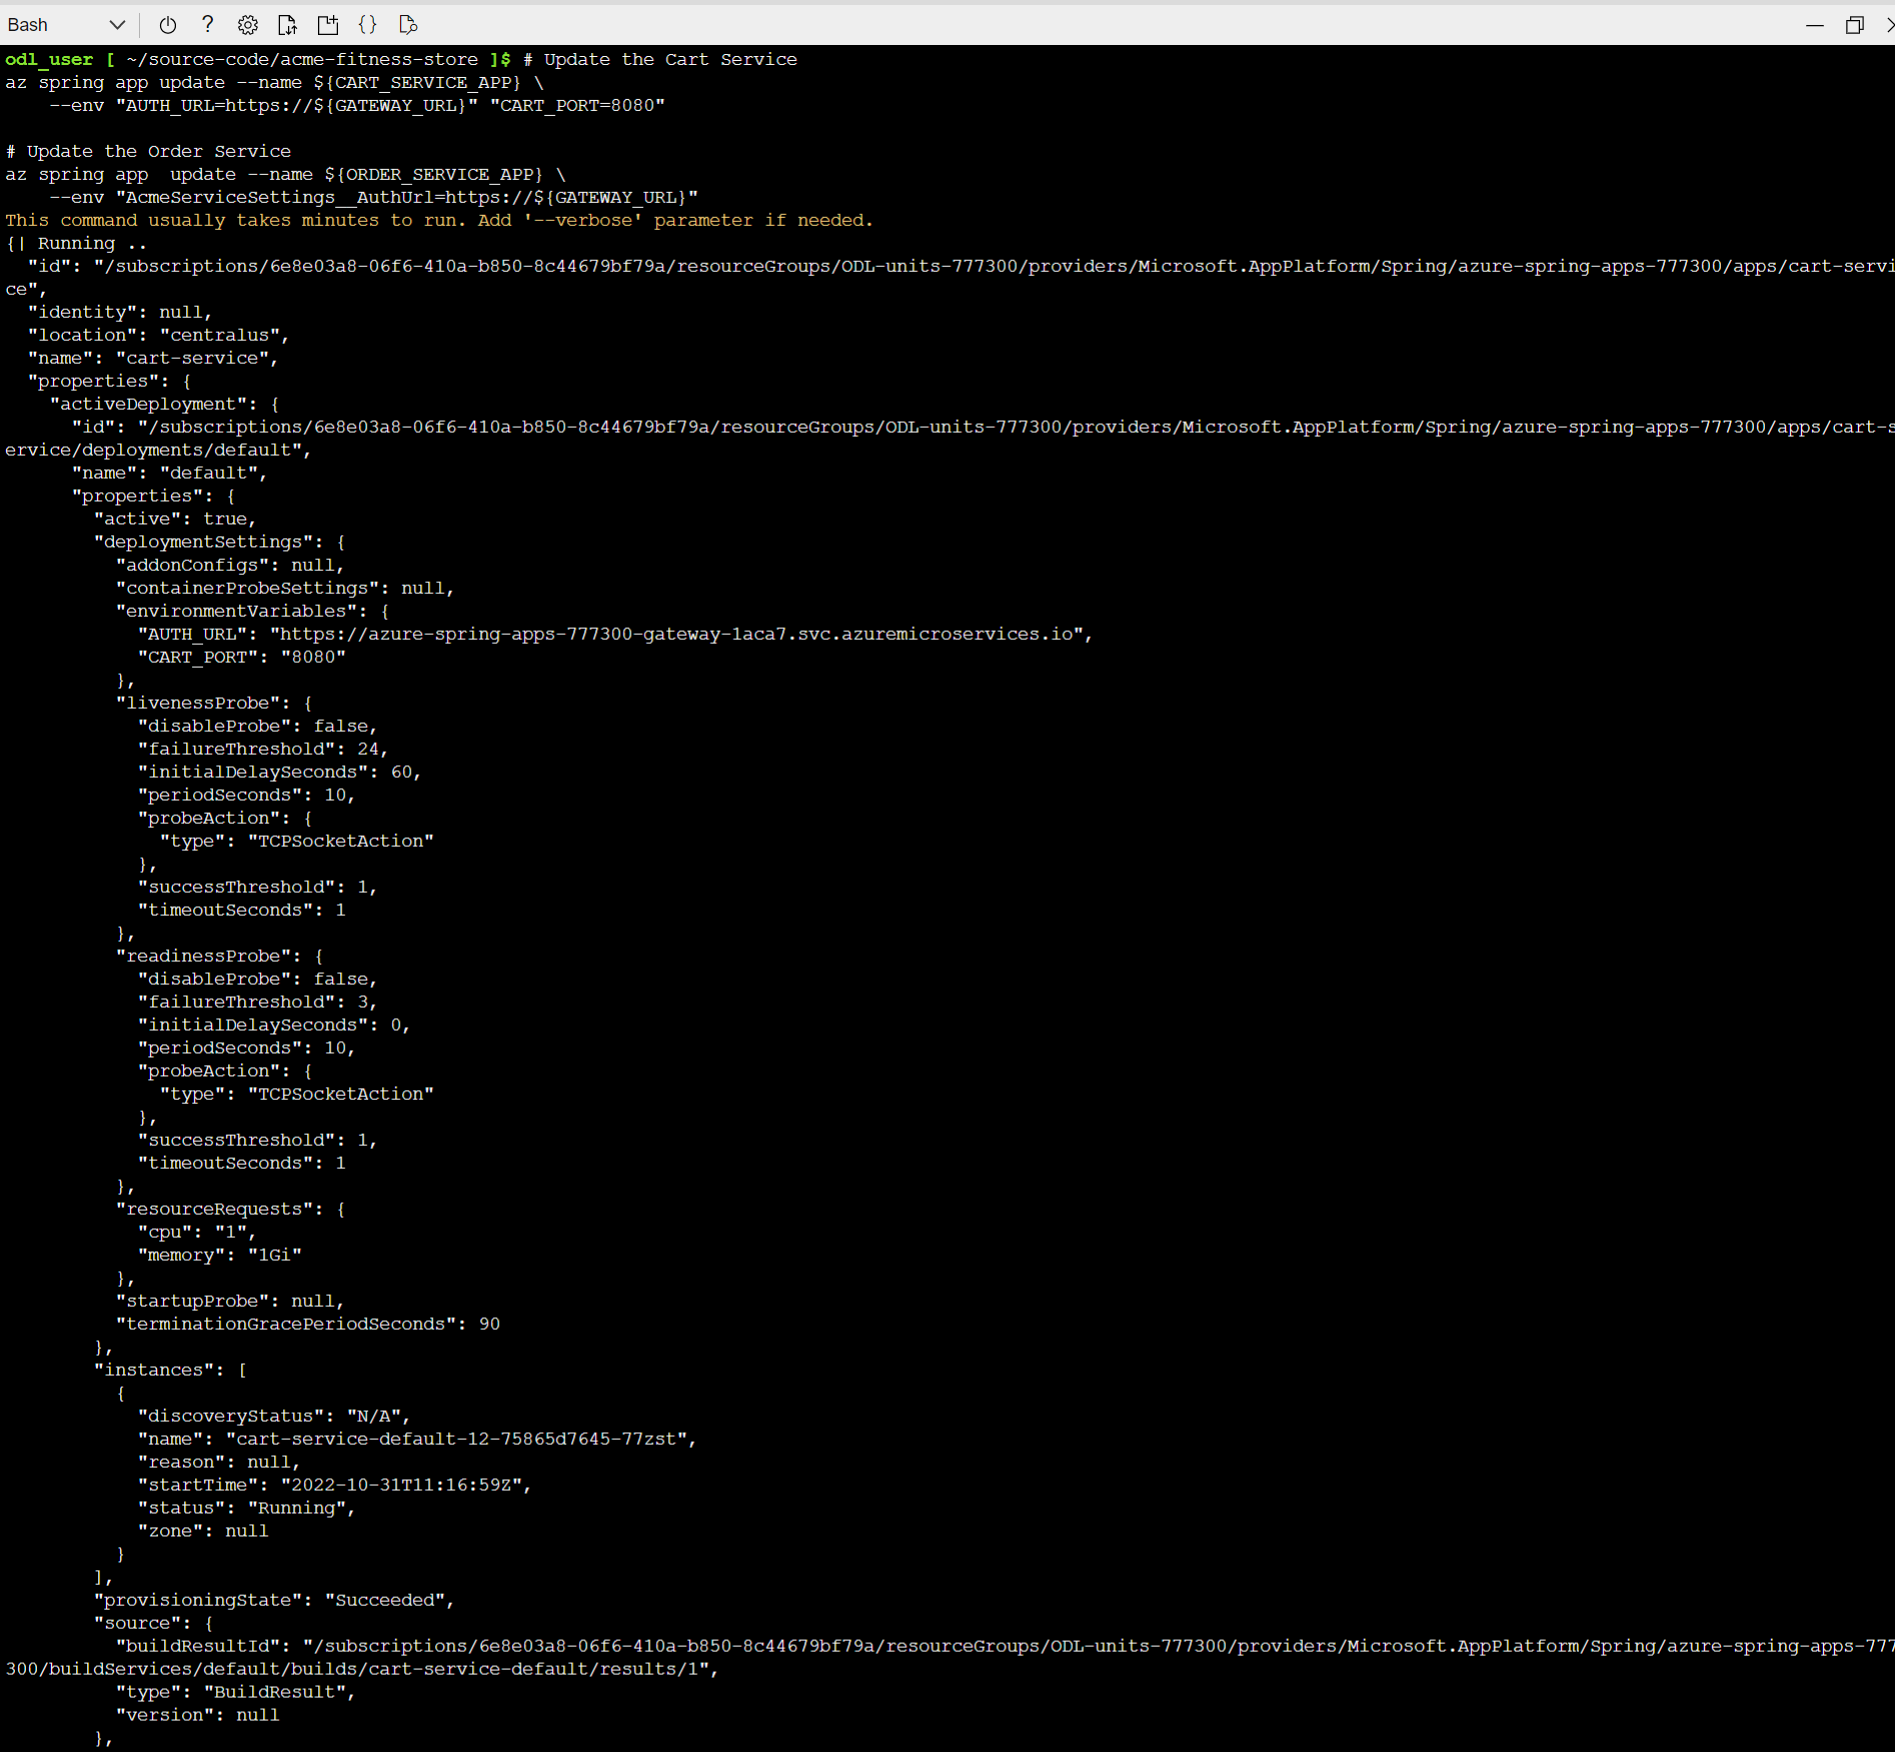 Bash
odl_user [ ~/source-code/acme-fitness-store ]$ # Update the Cart Service
az spring app update --name ${CART_SERVICE_APP} \
    --env "AUTH_URL=https://${GATEWAY_URL}" "CART_PORT=8080"

# Update the Order Service
az spring app  update --name ${ORDER_SERVICE_APP} \
    --env "AcmeServiceSettings__AuthUrl=https://${GATEWAY_URL}"
This command usually takes minutes to run. Add '--verbose' parameter if needed.
{| Running ..
  "id": "/subscriptions/6e8e03a8-06f6-410a-b850-8c44679bf79a/resourceGroups/ODL-units-777300/providers/Microsoft.AppPlatform/Spring/azure-spring-apps-777300/apps/cart-servi
ce",
  "identity": null,
  "location": "centralus",
  "name": "cart-service",
  "properties": {
    "activeDeployment": {
      "id": "/subscriptions/6e8e03a8-06f6-410a-b850-8c44679bf79a/resourceGroups/ODL-units-777300/providers/Microsoft.AppPlatform/Spring/azure-spring-apps-777300/apps/cart-s
ervice/deployments/default",
      "name": "default",
      "properties": {
        "active": true,
        "deploymentSettings": {
          "addonConfigs": null,
          "containerProbeSettings": null,
          "environmentVariables": {
            "AUTH_URL": "https://azure-spring-apps-777300-gateway-1aca7.svc.azuremicroservices.io",
            "CART_PORT": "8080"
          },
          "livenessProbe": {
            "disableProbe": false,
            "failureThreshold": 24,
            "initialDelaySeconds": 60,
            "periodSeconds": 10,
            "probeAction": {
              "type": "TCPSocketAction"
            },
            "successThreshold": 1,
            "timeoutSeconds": 1
          },
          "readinessProbe": {
            "disableProbe": false,
            "failureThreshold": 3,
            "initialDelaySeconds": 0,
            "periodSeconds": 10,
            "probeAction": {
              "type": "TCPSocketAction"
            },
            "successThreshold": 1,
            "timeoutSeconds": 1
          },
          "resourceRequests": {
            "cpu": "1",
            "memory": "1Gi"
          },
          "startupProbe": null,
          "terminationGracePeriodSeconds": 90
        },
        "instances": [
          {
            "discoveryStatus": "N/A",
            "name": "cart-service-default-12-75865d7645-77zst",
            "reason": null,
            "startTime": "2022-10-31T11:16:59Z",
            "status": "Running",
            "zone": null
          }
        ],
        "provisioningState": "Succeeded",
        "source": {
          "buildResultId": "/subscriptions/6e8e03a8-06f6-410a-b850-8c44679bf79a/resourceGroups/ODL-units-777300/providers/Microsoft.AppPlatform/Spring/azure-spring-apps-777
300/buildServices/default/builds/cart-service-default/results/1",
          "type": "BuildResult",
          "version": null
        },